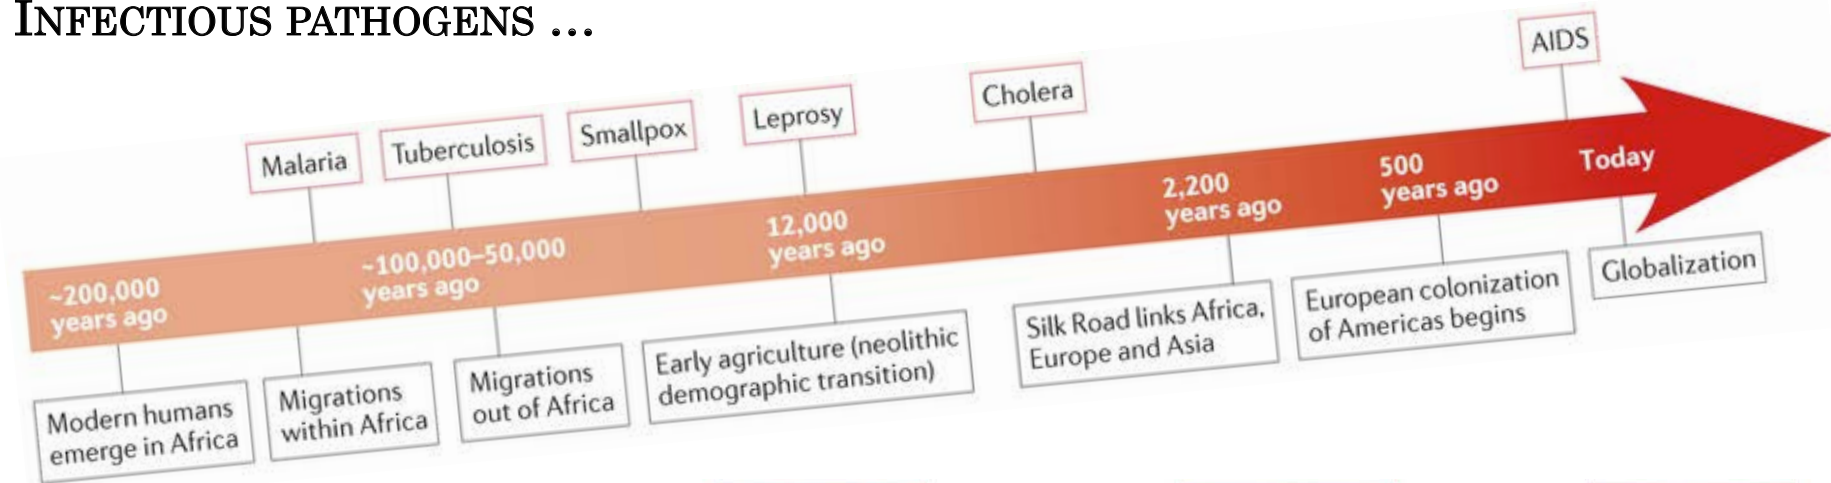 INFECTIOUS PATHOGENS ...
Malaria
Tuberculosis
Smallpox
Leprosy
Cholera
AIDS
~200,000
years ago
~100,000–50,000
years ago
12,000
years ago
2,200
years ago
500
years ago
Today
Modern humans
emerge in Africa
Migrations
within Africa
Migrations
out of Africa
Early agriculture (neolithic
demographic transition)
Silk Road links Africa,
Europe and Asia
European colonization
of Americas begins
Globalization